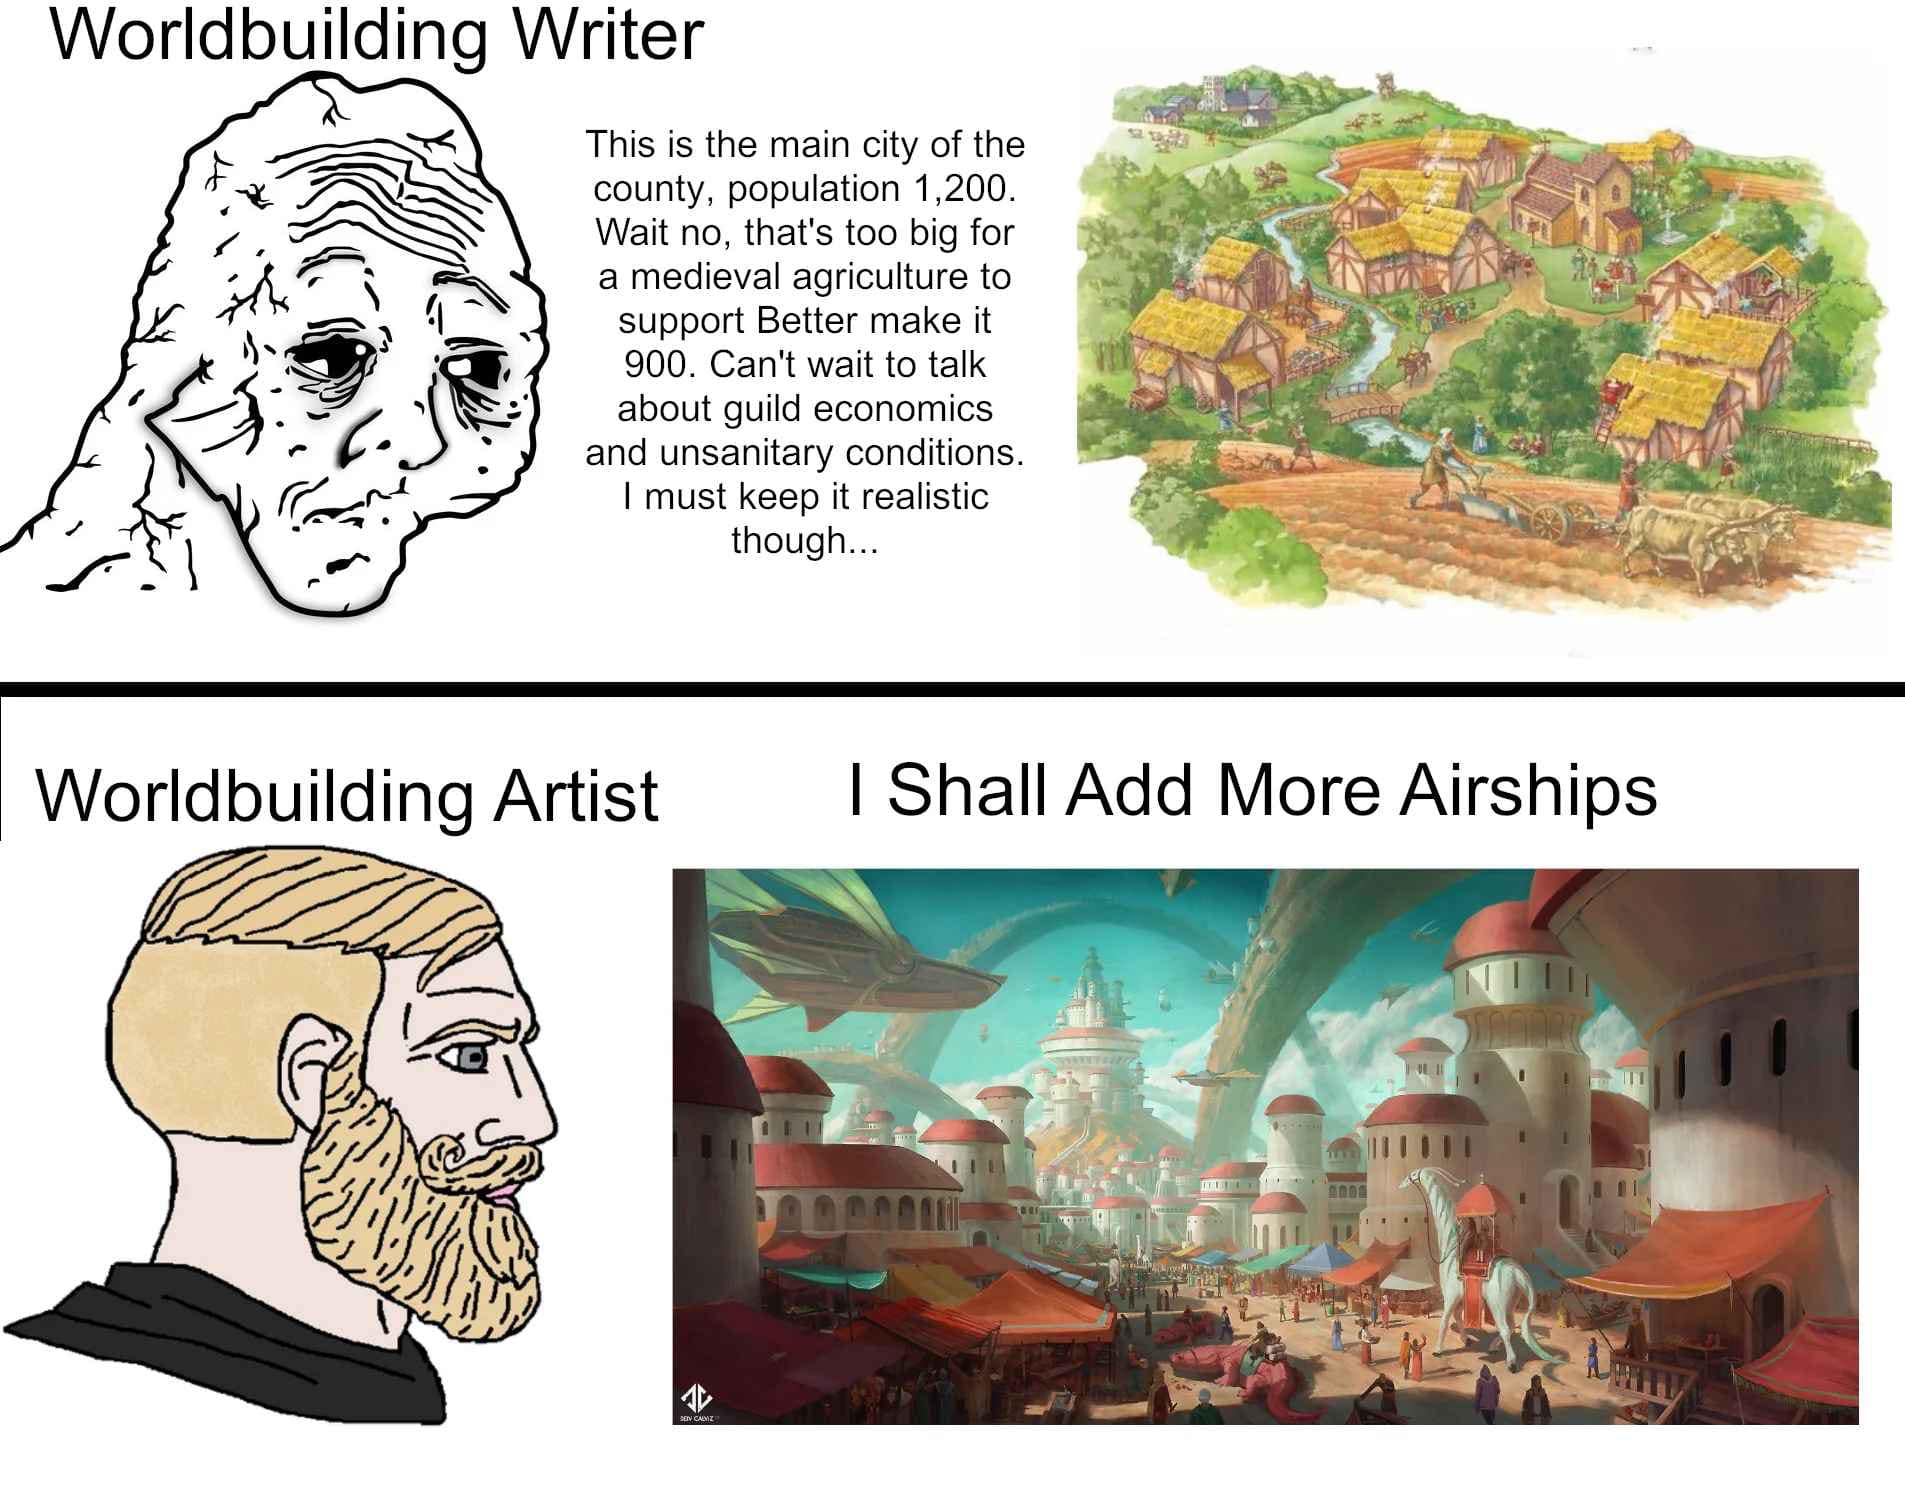 Worldbuilding Writer
This is the main city of the
county, population 1,200.
Wait no, that's too big for
a medieval agriculture to
support Better make it
900. Can't wait to talk
about guild economics
and unsanitary conditions.
I must keep it realistic
though...
Worldbuilding Artist
I Shall Add More Airships
DEIV CALVIZ